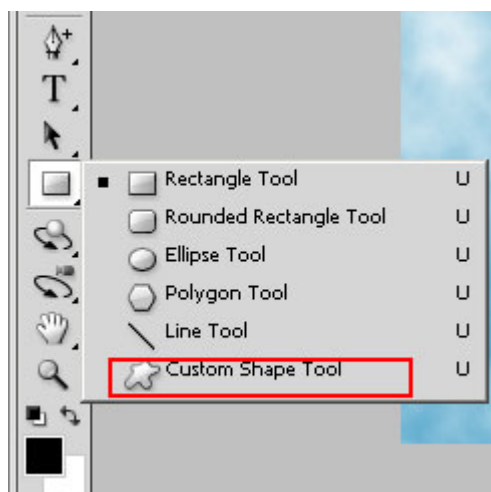 T
Rectangle Tool U
Rounded Rectangle Tool U
Ellipse Tool U
Polygon Tool U
Line Tool U
Custom Shape Tool U